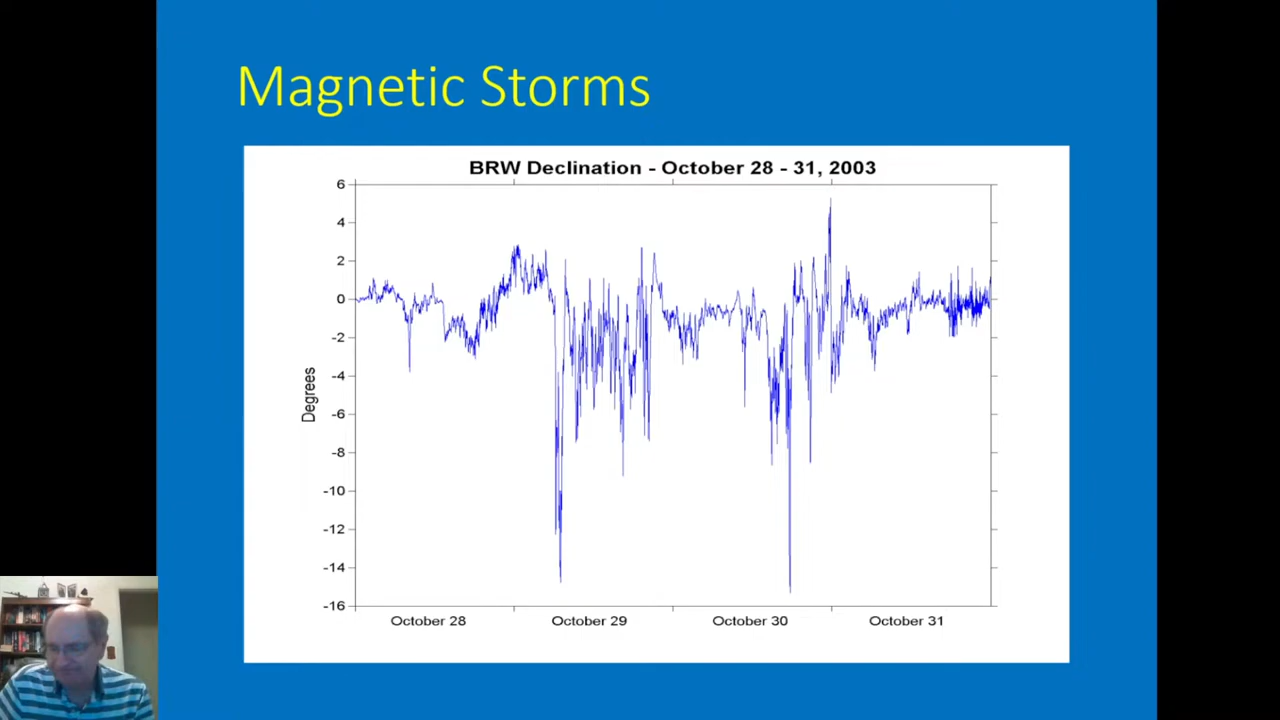 Magnetic Storms
BRW Declination - October 28 - 31, 2003
6
4
2
0
-2
-4
-6
-8
-10
-12
-14
-16
Degrees
October 28
October 29
October 30
October 31